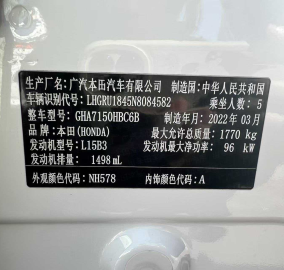 生产厂名：广汽本田汽车有限公司 制造国：中华人民共和国
车辆识别代号：LHGRU1845N8084582 乘坐人数：5
整车型号：GHA7150HBC6B 制造年月：2022年03月
品牌：本田(HONDA) 最大允许总质量：1770 kg
发动机型号：L15B3 发动机最大净功率：96 kW
发动机排量：1498 mL
外观颜色代码：NH578 内饰颜色代码：A